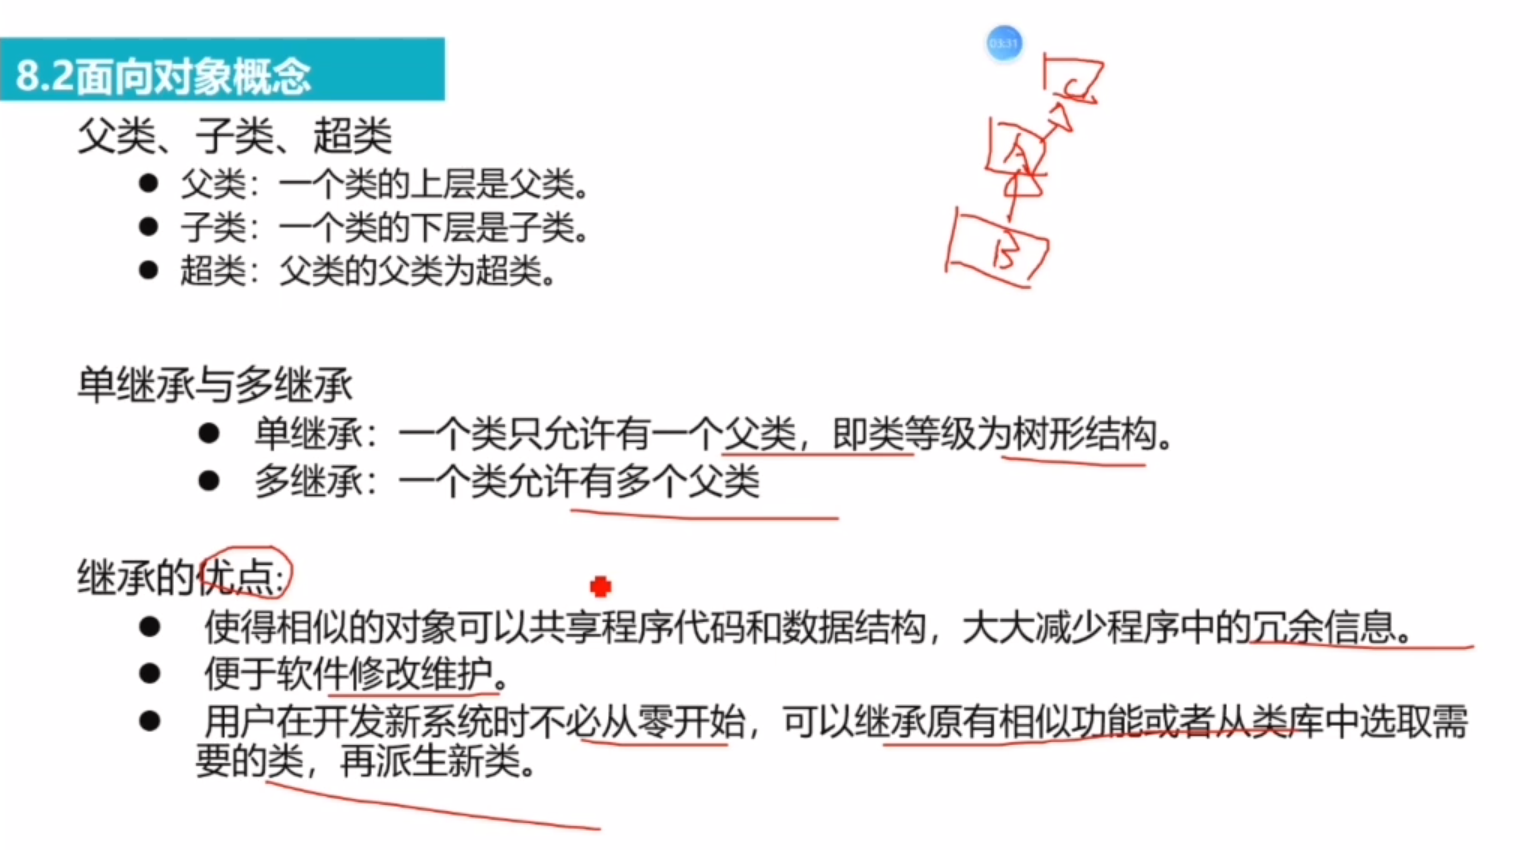 03:31
C
8.2面向对象概念
父类、子类、超类
A
● 父类：一个类的上层是父类。
● 子类：一个类的下层是子类。
B
● 超类：父类的父类为超类。
单继承与多继承
● 单继承：一个类只允许有一个父类，即类等级为树形结构。
● 多继承：一个类允许有多个父类
继承的优点：
● 使得相似的对象可以共享程序代码和数据结构，大大减少程序中的冗余信息。
● 便于软件修改维护。
● 用户在开发新系统时不必从零开始，可以继承原有相似功能或者从类库中选取需
要的类，再派生新类。